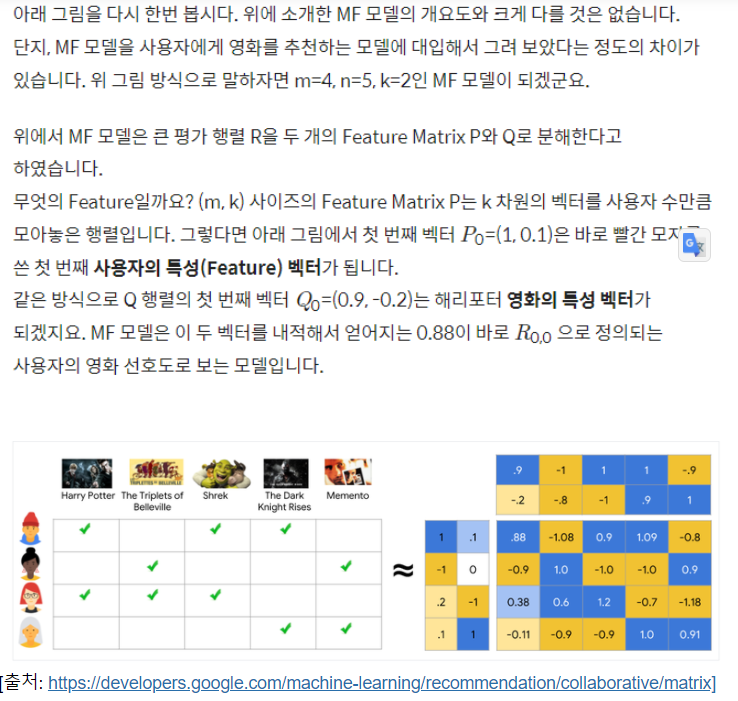 아래 그림을 다시 한번 봅시다. 위에 소개한 MF 모델의 개요도와 크게 다를 것은 없습니다.
단지, MF 모델을 사용자에게 영화를 추천하는 모델에 대입해서 그려 보았다는 정도의 차이가
있습니다. 위 그림 방식으로 말하자면 m=4, n=5, k=2인 MF 모델이 되겠군요.
위에서 MF 모델은 큰 평가 행렬 R을 두 개의 Feature Matrix P와 Q로 분해한다고
하였습니다.
무엇의 Feature일까요? (m, k) 사이즈의 Feature Matrix P는 k 차원의 벡터를 사용자 수만큼
모아놓은 행렬입니다. 그렇다면 아래 그림에서 첫 번째 벡터 P0=(1, 0.1)은 바로 빨간 모자
쓴 첫 번째 사용자의 특성(Feature) 벡터가 됩니다.
같은 방식으로 Q 행렬의 첫 번째 벡터 Q0=(0.9, -0.2)는 해리포터 영화의 특성 벡터가
되겠지요. MF 모델은 이 두 벡터를 내적해서 얻어지는 0.88이 바로 R0,0 으로 정의되는
사용자의 영화 선호도로 보는 모델입니다.
Harry Potter The Triplets of Belleville Shrek The Dark Knight Rises Memento
.9 -1 1 1 -.9
-.2 -.8 -1 .9 1
≈
1 .1 .88 -1.08 0.9 1.09 -0.8
-1 0 -0.9 1.0 -1.0 -1.0 0.9
.2 -1 0.38 0.6 1.2 -0.7 -1.18
.1 1 -0.11 -0.9 -0.9 1.0 0.91
[출처: https://developers.google.com/machine-learning/recommendation/collaborative/matrix]